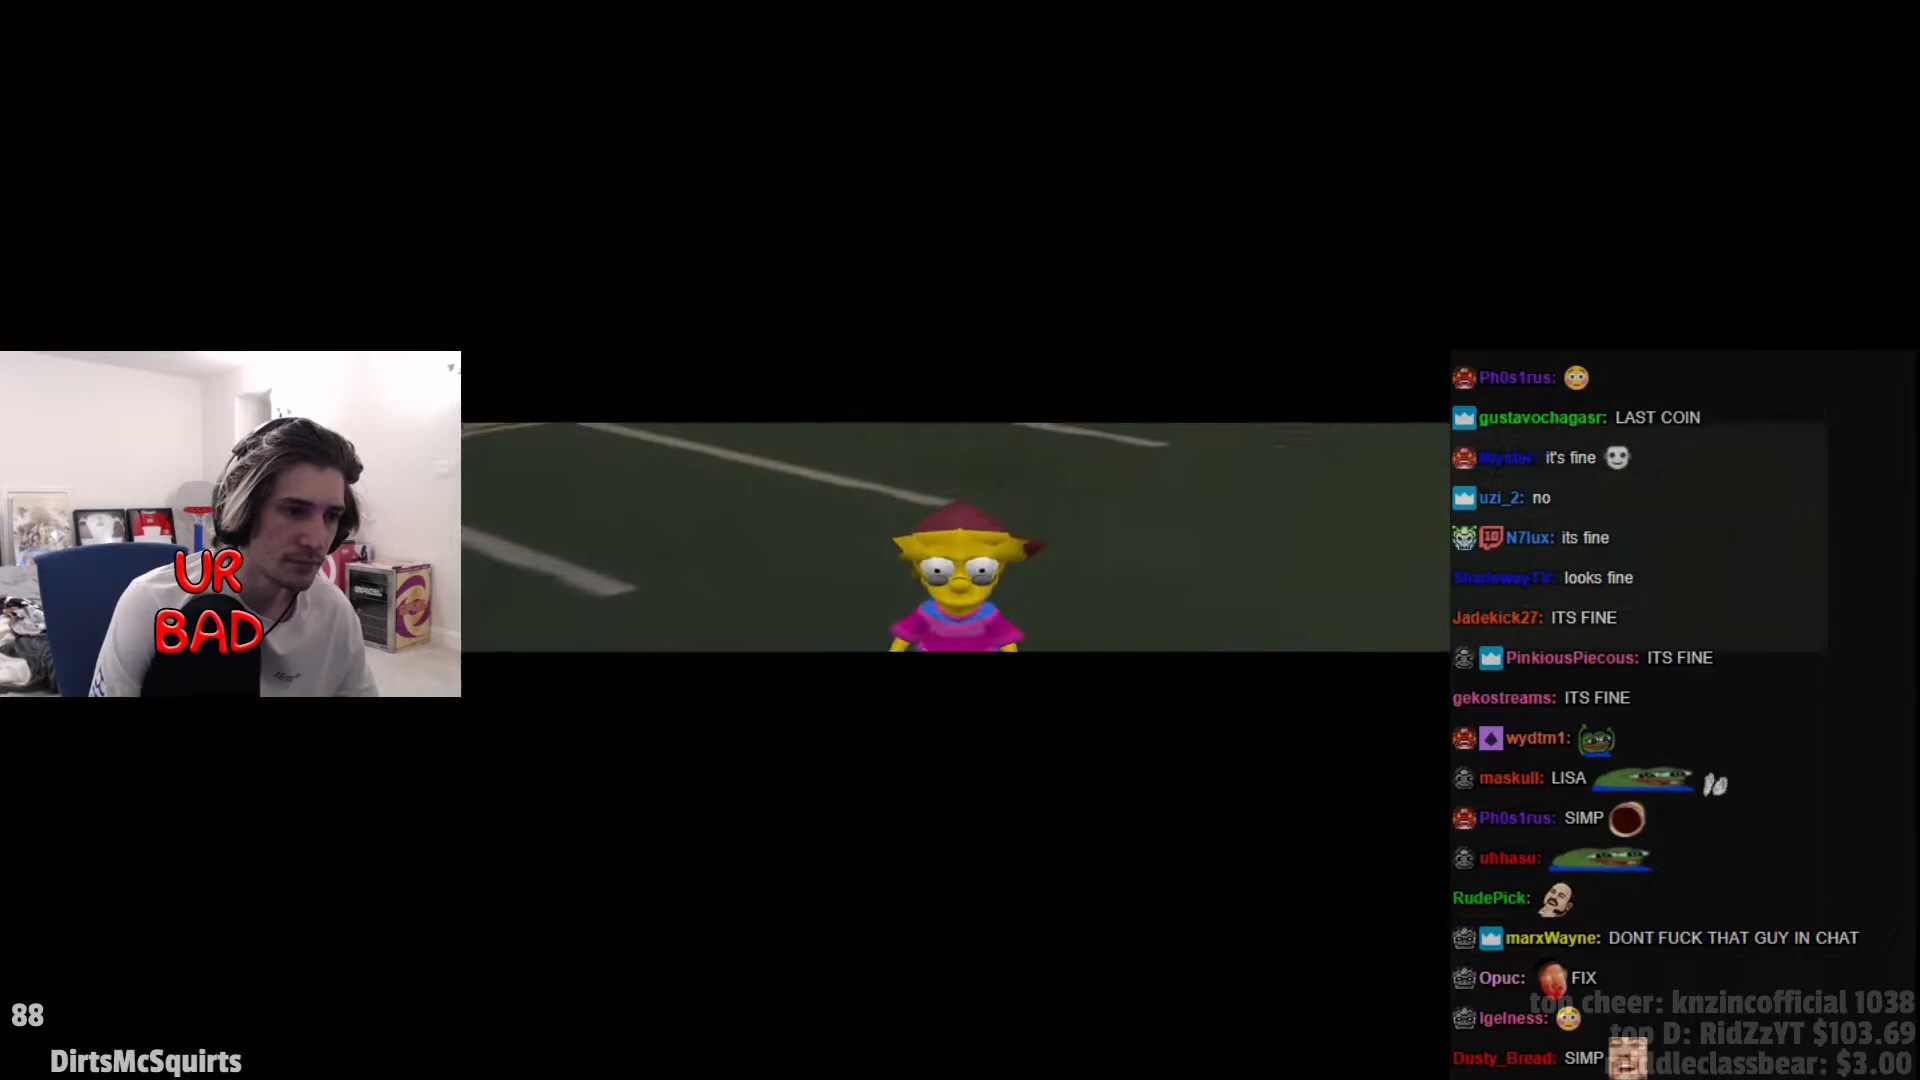 UR
BAD
Ph0s1rus:
gustavochagasr: LAST COIN
it's fine
uzi_2: no
N7lux: its fine
ShadewayTV: looks fine
Jadekick27: ITS FINE
PinkiousPiecous: ITS FINE
gekostreams: ITS FINE
wydtm1:
maskull: LISA
Ph0s1rus: SIMP
uhhasu:
RudePick:
marxWayne: DONT FUCK THAT GUY IN CHAT
Opuc: FIX
top cheer: knzincofficial 1038
Igelness:
top D: RidZzYT $103.69
Dusty_Bread: SIMP
$3.00
88
DirtsMcSquirts